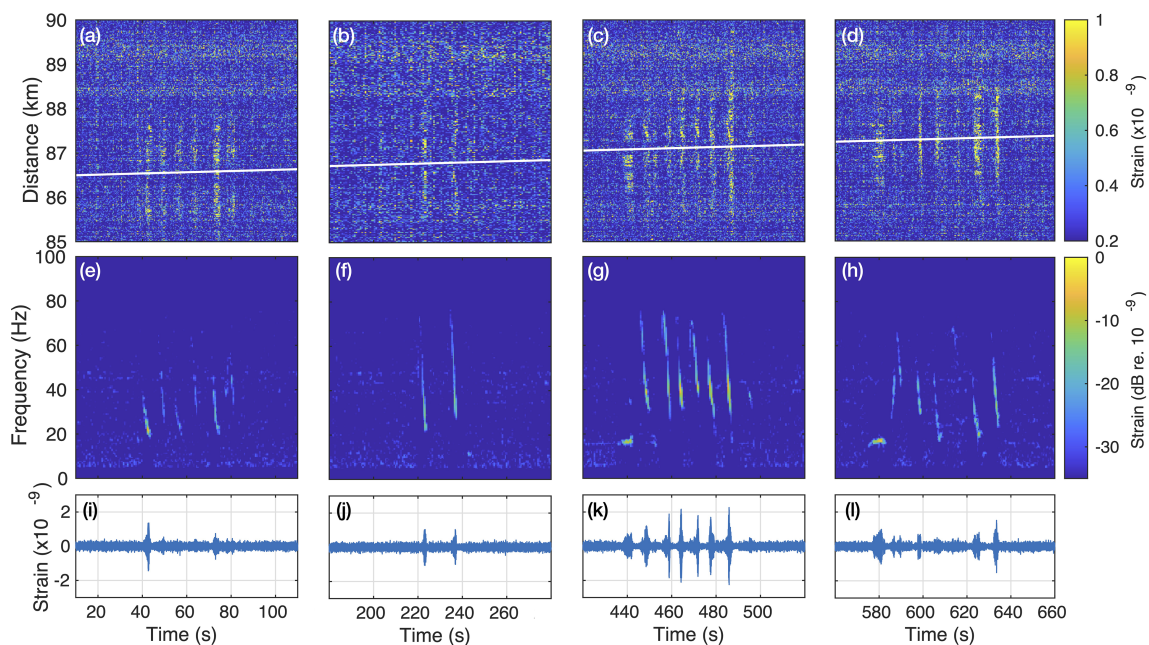 (a) (b) (c) (d)
90
89
88
87
86
85
Distance (km)
1
0.8
0.6
0.4
0.2
Strain (x10 -9)
(e) (f) (g) (h)
100
80
60
40
20
0
Frequency (Hz)
0
-10
-20
-30
Strain (dB re. 10 -9)
(i) (j) (k) (l)
2
0
-2
Strain (x10 -9)
20 40 60 80 100
200 220 240 260
440 460 480 500
580 600 620 640 660
Time (s) Time (s) Time (s) Time (s)